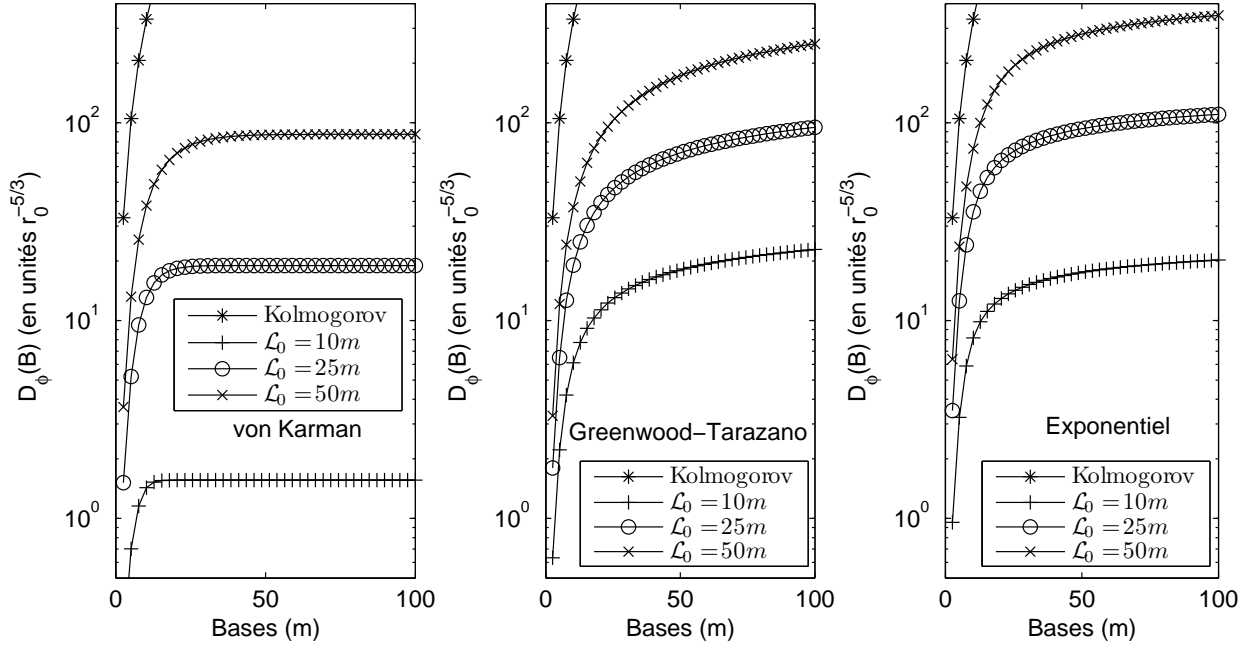 D_ϕ(B) (en unités r_0^{-5/3})
10^2
10^1
10^0
Kolmogorov
ℒ_0 = 10m
ℒ_0 = 25m
ℒ_0 = 50m
von Karman
0
50
100
Bases (m)
D_ϕ(B) (en unités r_0^{-5/3})
10^2
10^1
10^0
Greenwood−Tarazano
Kolmogorov
ℒ_0 = 10m
ℒ_0 = 25m
ℒ_0 = 50m
0
50
100
Bases (m)
D_ϕ(B) (en unités r_0^{-5/3})
10^2
10^1
10^0
Exponentiel
Kolmogorov
ℒ_0 = 10m
ℒ_0 = 25m
ℒ_0 = 50m
0
50
100
Bases (m)